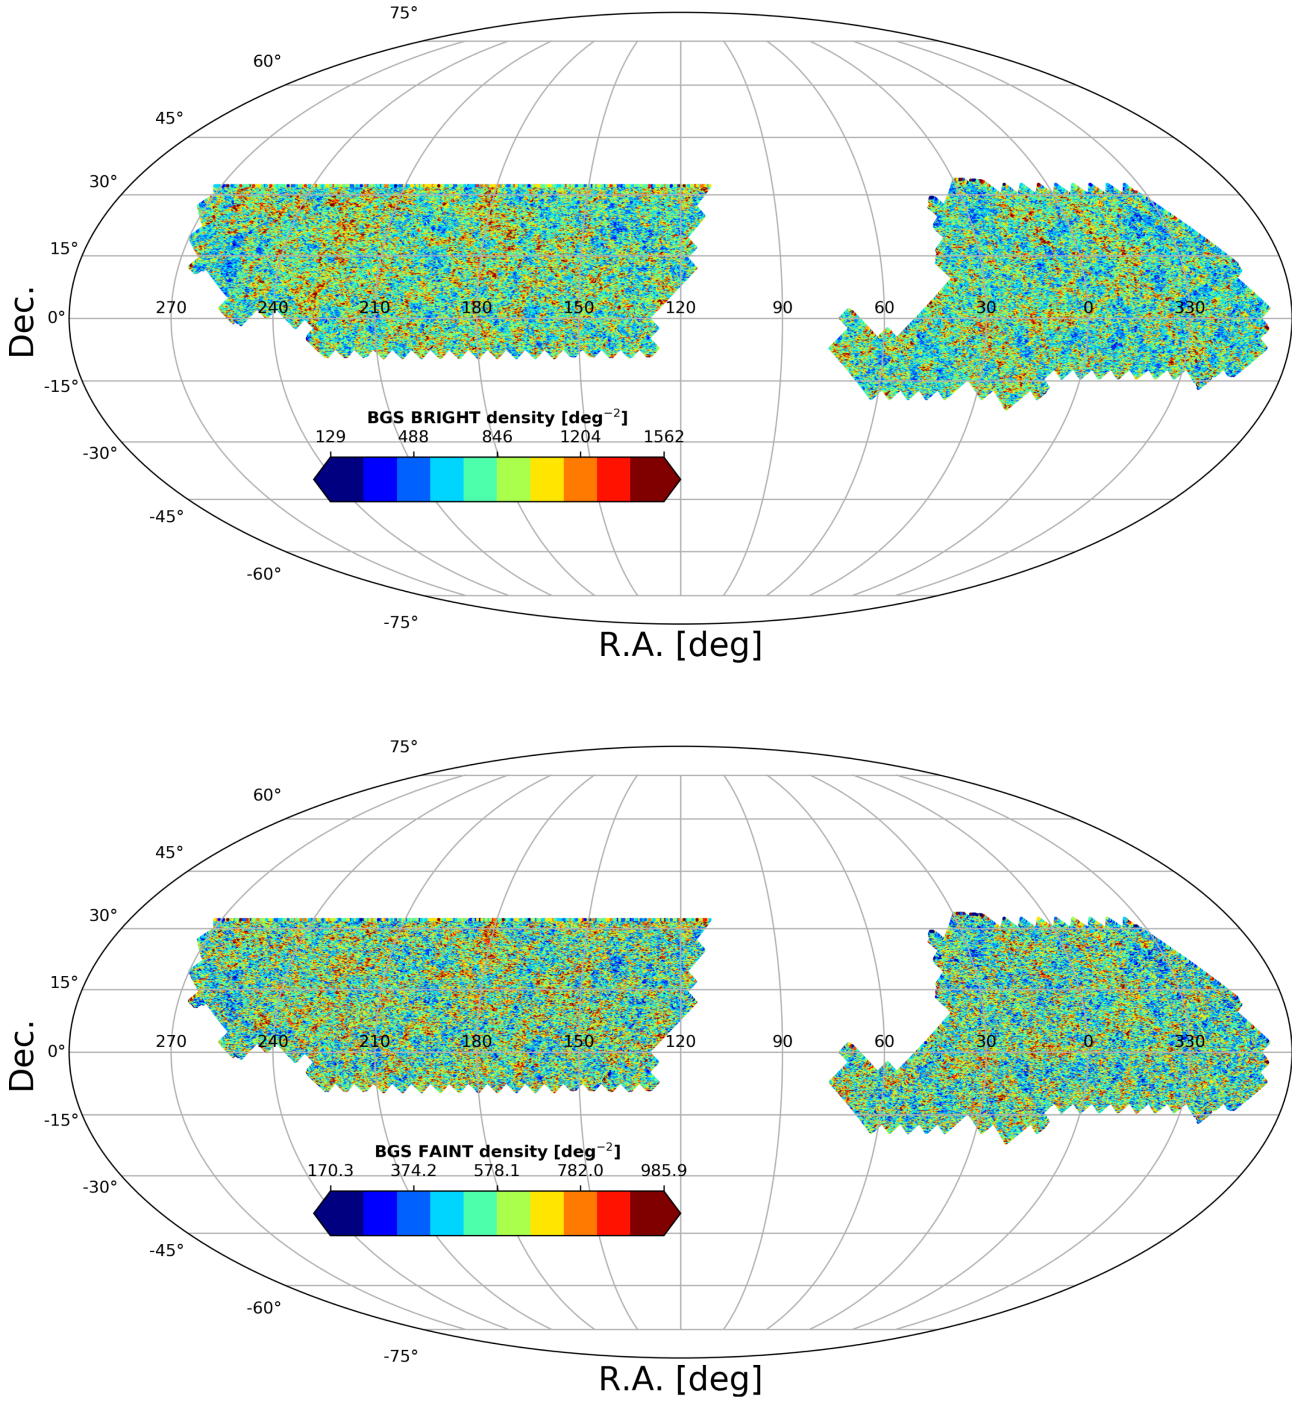 75°
60°
45°
30°
15°
Dec.
270 240 210 180 150 120 90 60 30 0 330
0°
-15°
BGS BRIGHT density [deg⁻²]
129 488 846 1204 1562
-30°
-45°
-60°
-75°
R.A. [deg]
75°
60°
45°
30°
15°
Dec.
270 240 210 180 150 120 90 60 30 0 330
0°
-15°
BGS FAINT density [deg⁻²]
170.3 374.2 578.1 782.0 985.9
-30°
-45°
-60°
-75°
R.A. [deg]